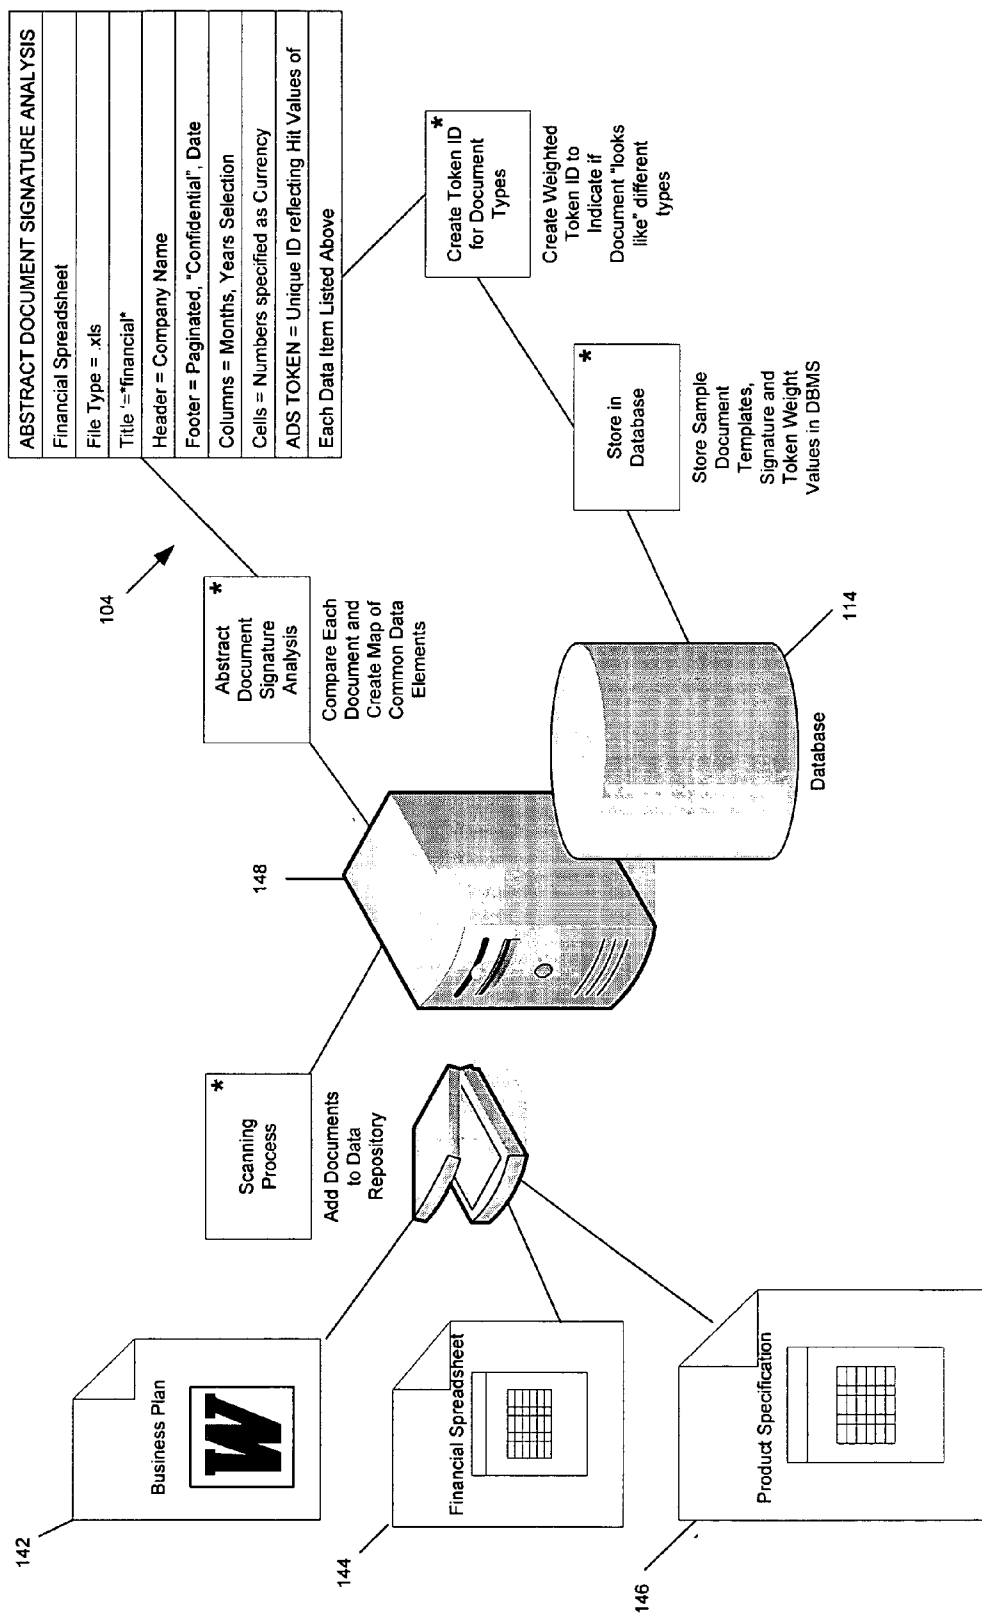 142
Business Plan
W
144
Financial Spreadsheet
146
Product Specification
Scanning
Process
*
Add Documents
to Data
Repository
148
Abstract
Document
Signature
Analysis
*
Compare Each
Document and
Create Map of
Common Data
Elements
104
ABSTRACT DOCUMENT SIGNATURE ANALYSIS
Financial Spreadsheet
File Type = .xls
Title '=*financial*
Header = Company Name
Footer = Paginated, "Confidential", Date
Columns = Months, Years Selection
Cells = Numbers specified as Currency
ADS TOKEN = Unique ID reflecting Hit Values of
Each Data Item Listed Above
*
Create Token ID
for Document
Types
Create Weighted
Token ID to
Indicate if
Document "looks
like" different
types
*
Store in
Database
Store Sample
Document
Templates,
Signature and
Token Weight
Values in DBMS
114
Database